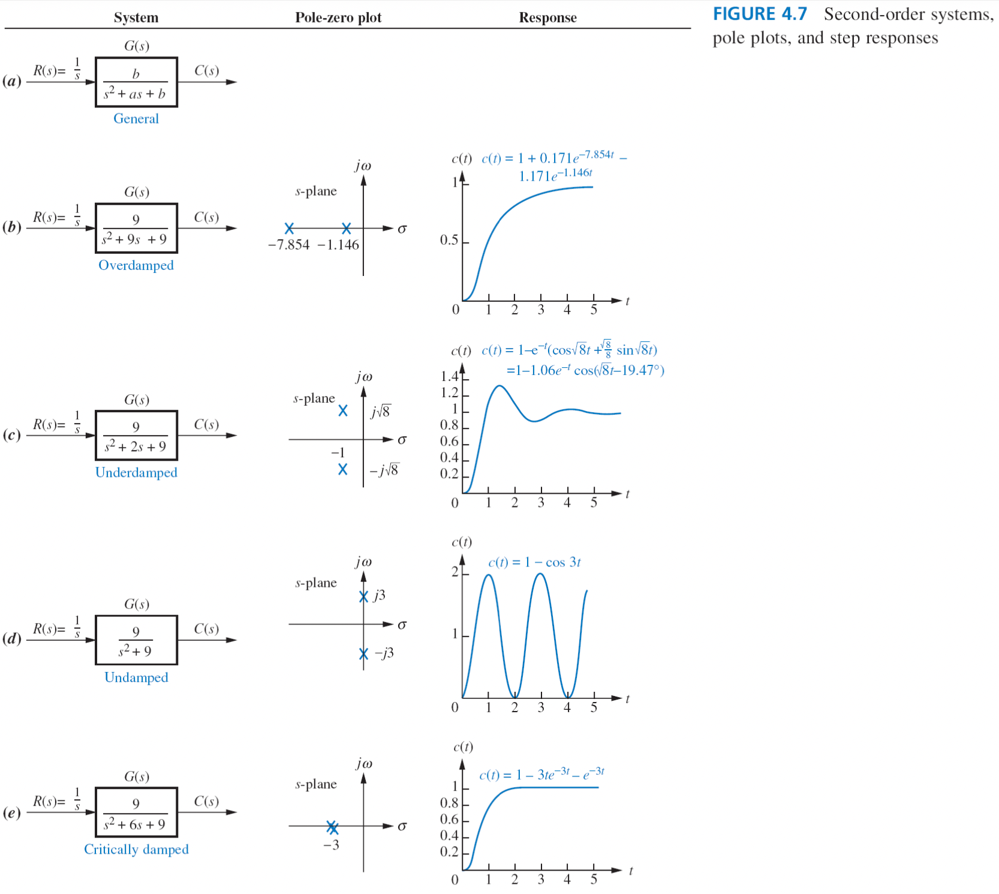 System Pole-zero plot Response
FIGURE 4.7 Second-order systems,
pole plots, and step responses
G(s)
(a) R(s)= 1/s b/(s² + as + b) C(s)
General
G(s)
(b) R(s)= 1/s 9/(s² + 9s + 9) C(s)
Overdamped
jω
s-plane
σ
−7.854 −1.146
c(t) c(t) = 1 + 0.171e^−7.854t −
1.171e^−1.146t
1
0.5
0 1 2 3 4 5 t
G(s)
(c) R(s)= 1/s 9/(s² + 2s + 9) C(s)
Underdamped
jω
s-plane
j√8
σ
−1
−j√8
c(t) c(t) = 1−e^−t(cos√8t +√8/8 sin√8t)
=1−1.06e^−t cos(√8t−19.47°)
1.4
1.2
1
0.8
0.6
0.4
0.2
0 1 2 3 4 5 t
G(s)
(d) R(s)= 1/s 9/(s² + 9) C(s)
Undamped
jω
s-plane
j3
σ
−j3
c(t)
c(t) = 1 − cos 3t
2
1
0 1 2 3 4 5 t
G(s)
(e) R(s)= 1/s 9/(s² + 6s + 9) C(s)
Critically damped
jω
s-plane
σ
−3
c(t)
c(t) = 1 − 3te^−3t − e^−3t
1
0.8
0.6
0.4
0.2
0 1 2 3 4 5 t